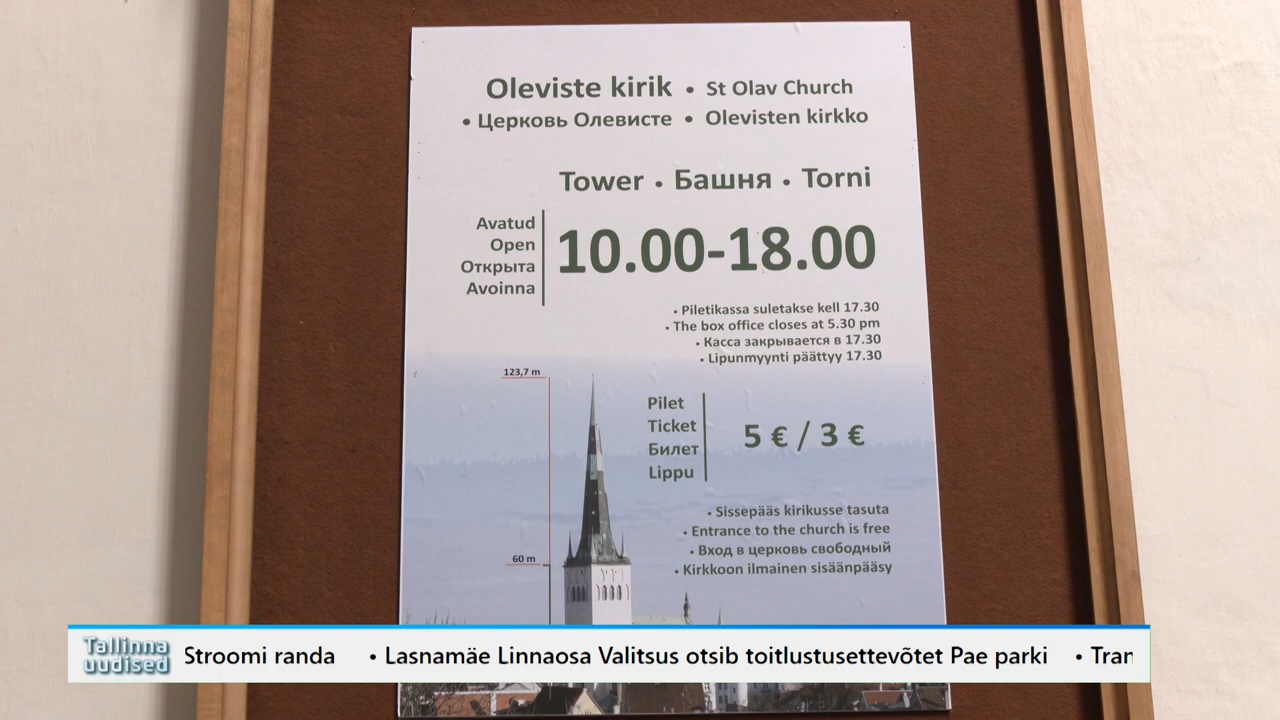 Oleviste kirik • St Olav Church
• Церковь Олевисте • Olevisten kirkko
Tower • Башня • Torni
Avatud
Open
Открыта
Avoinna
10.00-18.00
• Piletikassa suletakse kell 17.30
• The box office closes at 5.30 pm
• Касса закрывается в 17.30
• Lipunmyynti päättyy 17.30
123,7 m
Pilet
Ticket
Билет
Lippu
5 € / 3 €
• Sissepääs kirikusse tasuta
• Entrance to the church is free
• Вход в церковь свободный
• Kirkkoon ilmainen sisäänpääsy
60 m
Tallinna
uudised
Stroomi randa • Lasnamäe Linnaosa Valitsus otsib toitlustusettevõtet Pae parki •